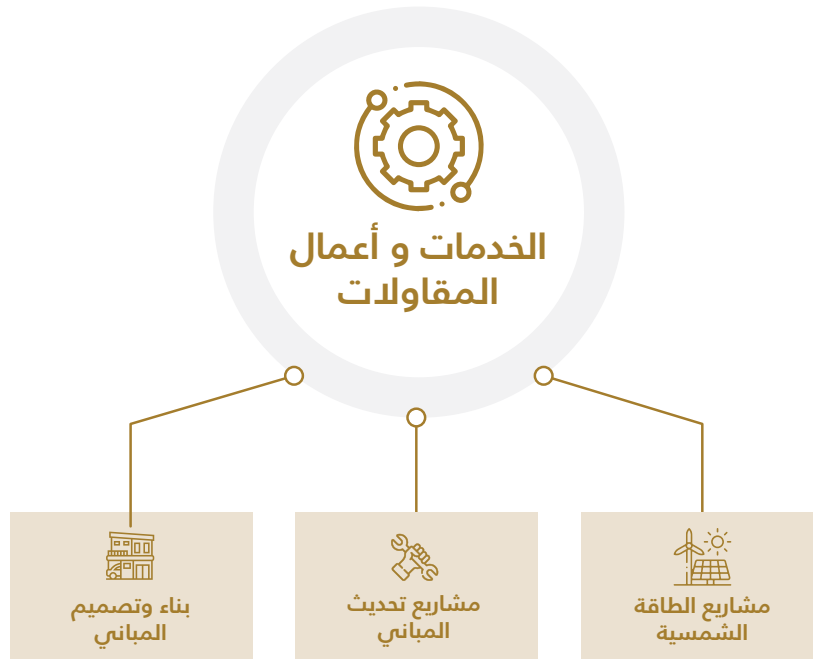 الخدمات و أعمال
المقاولات
مشاريع الطاقة
الشمسية
مشاريع تحديث
المباني
بناء وتصميم
المباني